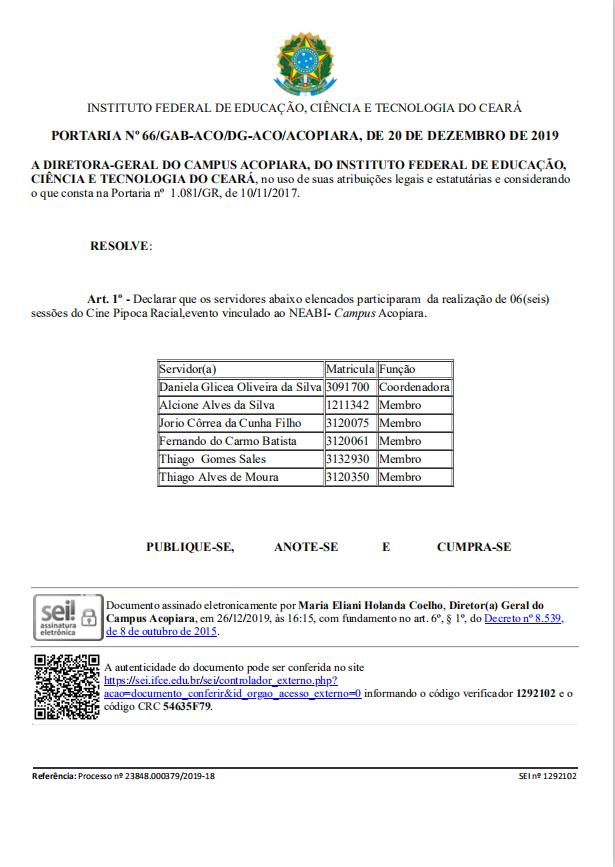 INSTITUTO FEDERAL DE EDUCAÇÃO, CIÊNCIA E TECNOLOGIA DO CEARÁ
PORTARIA Nº 66/GAB-ACO/DG-ACO/ACOPIARA, DE 20 DE DEZEMBRO DE 2019
A DIRETORA-GERAL DO CAMPUS ACOPIARA, DO INSTITUTO FEDERAL DE EDUCAÇÃO,
CIÊNCIA E TECNOLOGIA DO CEARÁ, no uso de suas atribuições legais e estatutárias e considerando
o que consta na Portaria nº 1.081/GR, de 10/11/2017.
RESOLVE:
Art. 1º - Declarar que os servidores abaixo elencados participaram da realização de 06(seis)
sessões do Cine Pipoca Racial,evento vinculado ao NEABI- Campus Acopiara.
Servidor(a) Matricula Função
Daniela Glicea Oliveira da Silva 3091700 Coordenadora
Alcione Alves da Silva 1211342 Membro
Jorio Côrrea da Cunha Filho 3120075 Membro
Fernando do Carmo Batista 3120061 Membro
Thiago Gomes Sales 3132930 Membro
Thiago Alves de Moura 3120350 Membro
PUBLIQUE-SE, ANOTE-SE E CUMPRA-SE
sei!
assinatura
eletrônica
Documento assinado eletronicamente por Maria Eliani Holanda Coelho, Diretor(a) Geral do
Campus Acopiara, em 26/12/2019, às 16:15, com fundamento no art. 6º, § 1º, do Decreto nº 8.539,
de 8 de outubro de 2015.
A autenticidade do documento pode ser conferida no site
https://sei.ifce.edu.br/sei/controlador_externo.php?
acao=documento_conferir&id_orgao_acesso_externo=0 informando o código verificador 1292102 e o
código CRC 54635F79.
Referência: Processo nº 23848.000379/2019-18 SEI nº 1292102